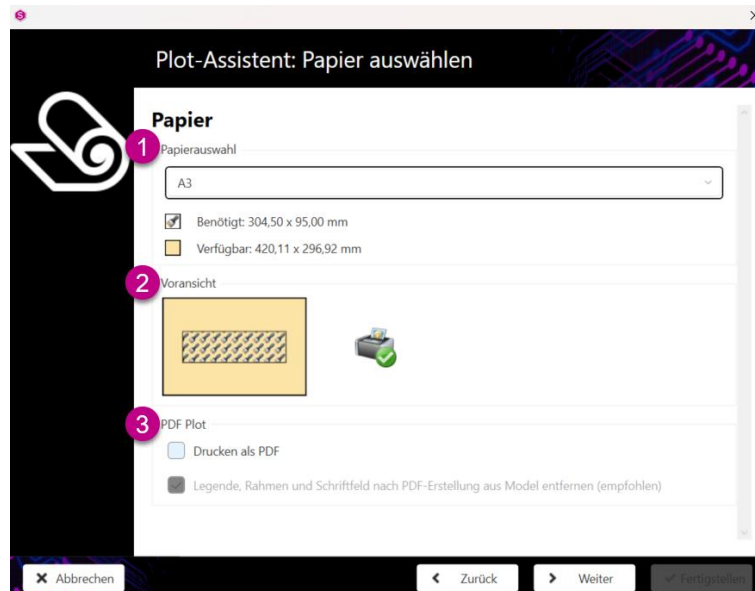 S
Plot-Assistent: Papier auswählen
Papier
1
Papierauswahl
A3
Benötigt: 304,50 x 95,00 mm
Verfügbar: 420,11 x 296,92 mm
2
Voransicht
3
PDF Plot
Drucken als PDF
Legende, Rahmen und Schriftfeld nach PDF-Erstellung aus Model entfernen (empfohlen)
Abbrechen
Zurück
Weiter
Fertigstellen